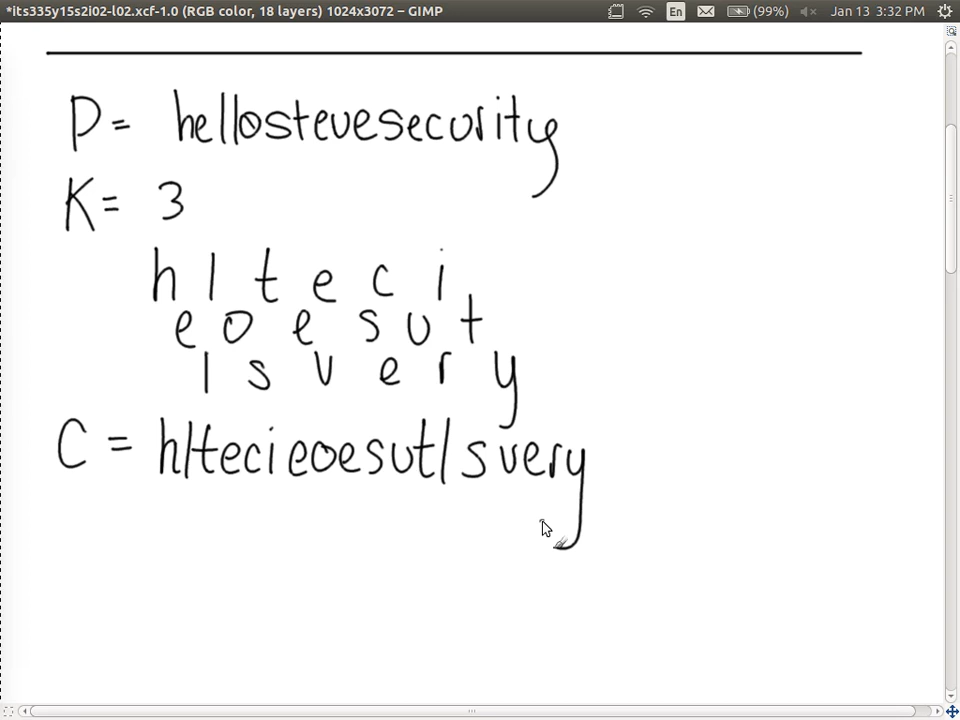 *its335y15s2i02-l02.xcf-1.0 (RGB color, 18 layers) 1024x3072 – GIMP En (99%) Jan 13 3:32 PM
P= hellostevesecurity
K= 3
h l t e c i
e o e s u t
l s v e r y
C = hltecieoesutlsvery